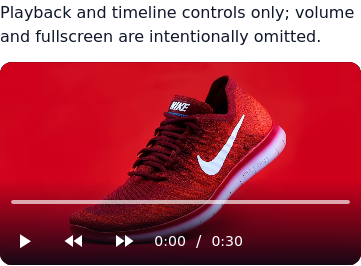 Playback and timeline controls only; volume
and fullscreen are intentionally omitted.
NIKE
0:00 / 0:30